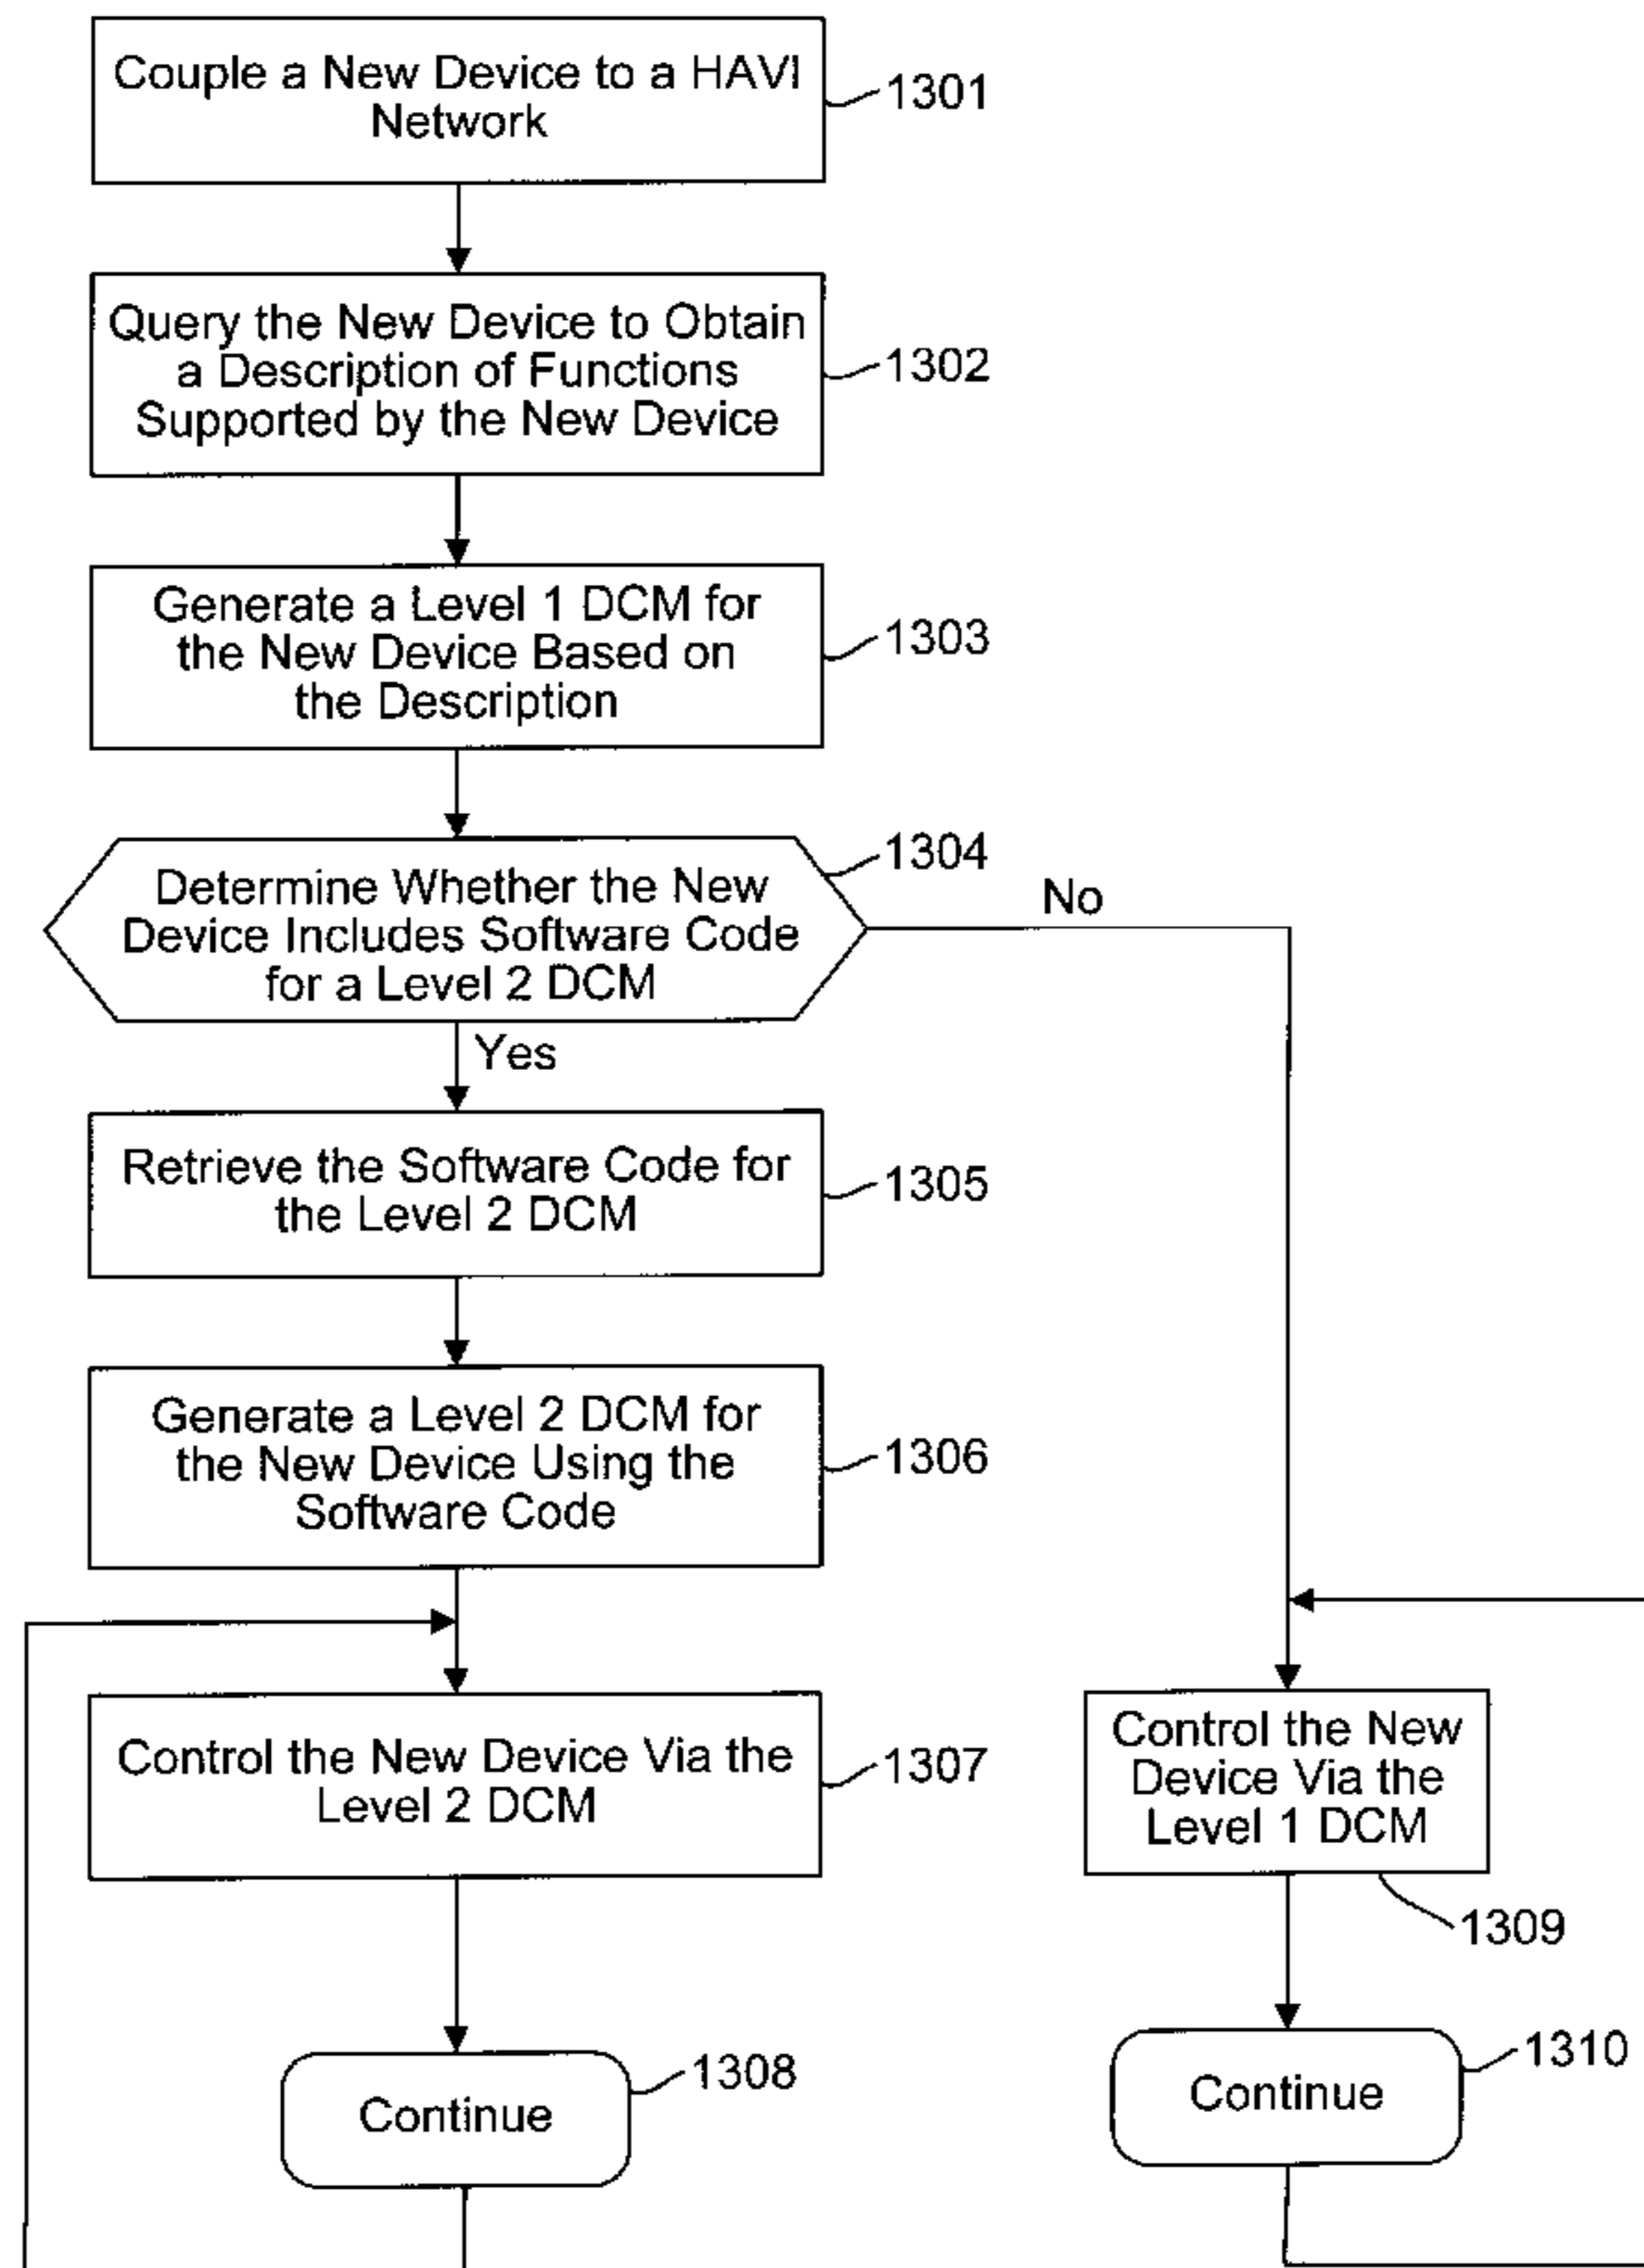 Couple a New Device to a HAVI
Network
1301
Query the New Device to Obtain
a Description of Functions
Supported by the New Device
1302
Generate a Level 1 DCM for
the New Device Based on
the Description
1303
Determine Whether the New
Device Includes Software Code
for a Level 2 DCM
1304
No
Yes
Retrieve the Software Code for
the Level 2 DCM
1305
Generate a Level 2 DCM for
the New Device Using the
Software Code
1306
Control the New Device Via the
Level 2 DCM
1307
Control the New
Device Via the
Level 1 DCM
1309
Continue
1308
Continue
1310